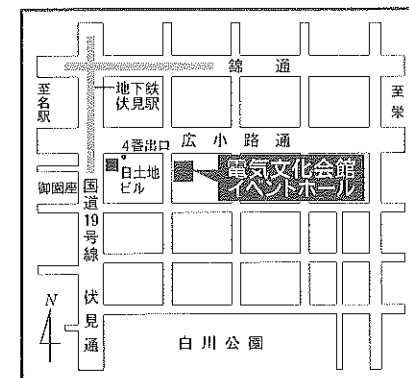 錦通
至名駅
地下鉄
伏見駅
至栄
4番出口
広小路通
御園座
国道19号線
日土地
ビル
電気文化会館
イベントホール
N
伏見通
白川公園